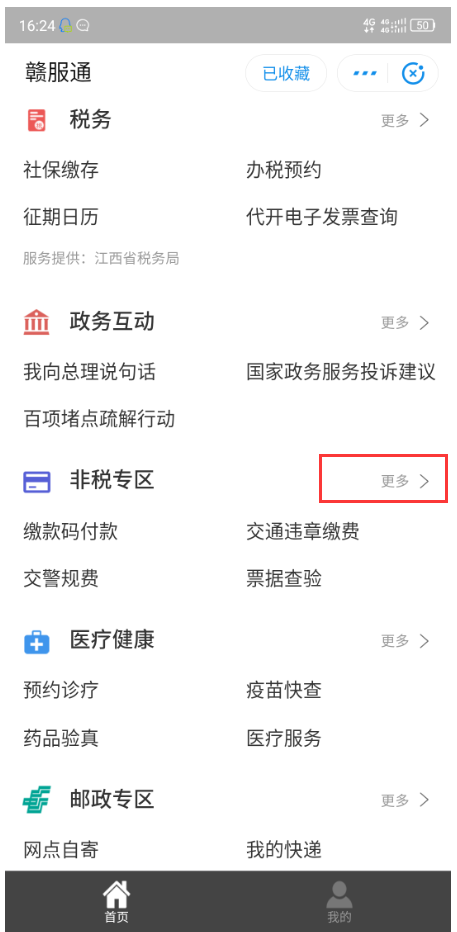 16:24 4G 4G 4G 50
赣服通 已收藏
税务 更多
社保缴存 办税预约
征期日历 代开电子发票查询
服务提供：江西省税务局
政务互动 更多
我向总理说句话 国家政务服务投诉建议
百项堵点疏解行动
非税专区 更多
缴款码付款 交通违章缴费
交警规费 票据查验
医疗健康 更多
预约诊疗 疫苗快查
药品验真 医疗服务
邮政专区 更多
网点自寄 我的快递
首页 我的